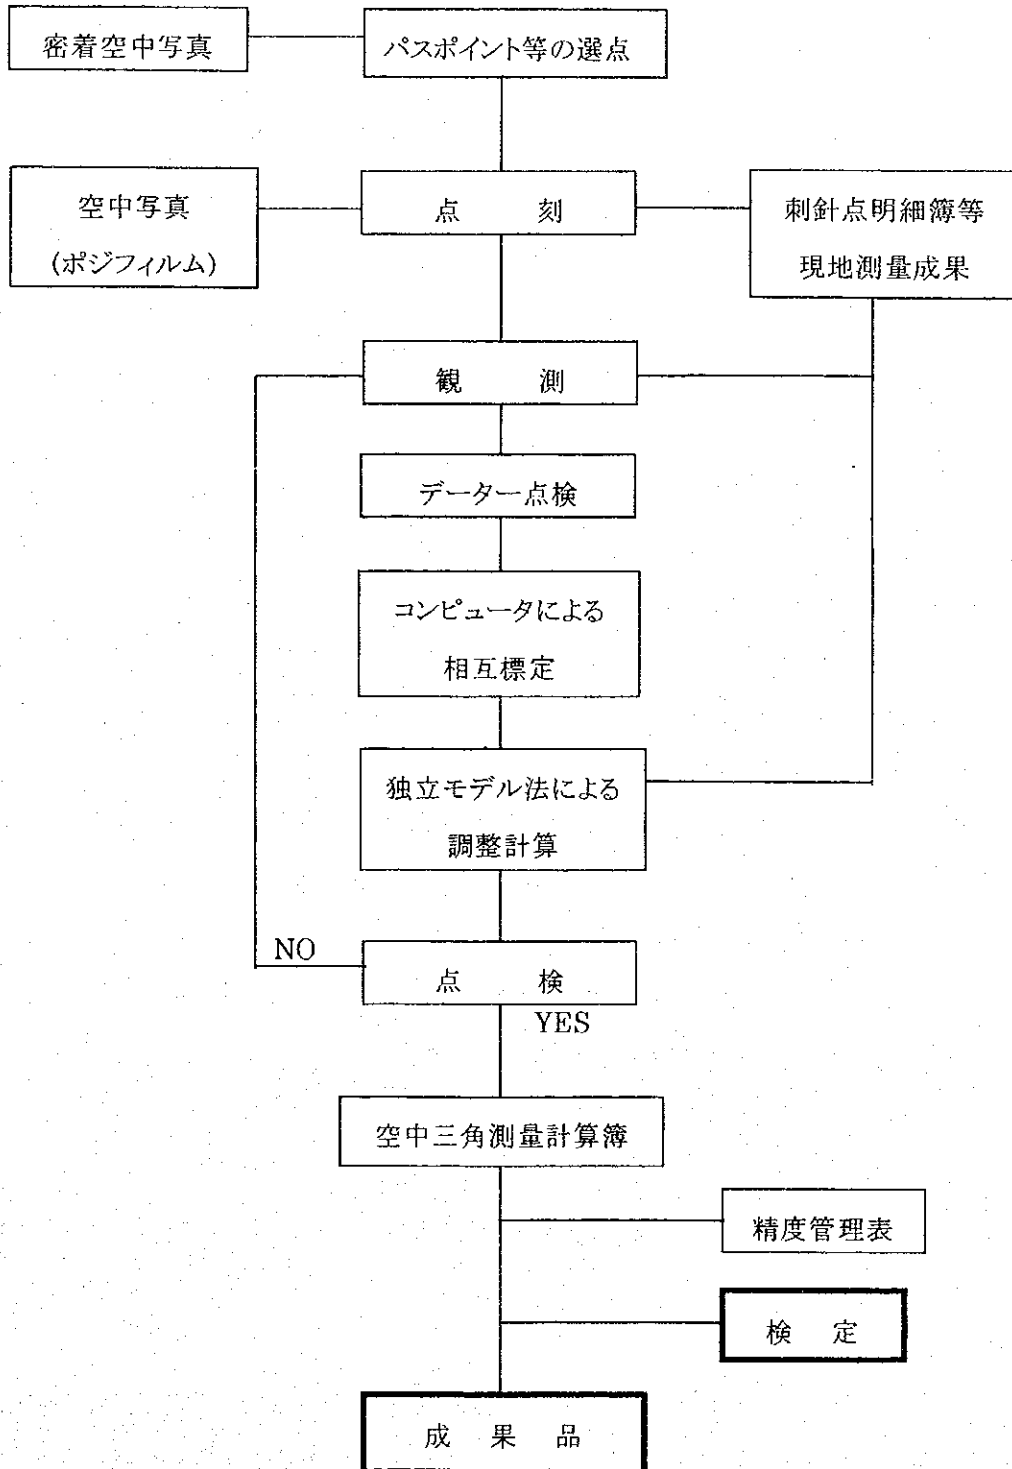 密着空中写真
パスポイント等の選点
空中写真
(ポジフィルム)
点　刻
刺針点明細簿等
現地測量成果
観　測
データー点検
コンピュータによる
相互標定
独立モデル法による
調整計算
NO
点　検
YES
空中三角測量計算簿
精度管理表
検　定
成　果　品